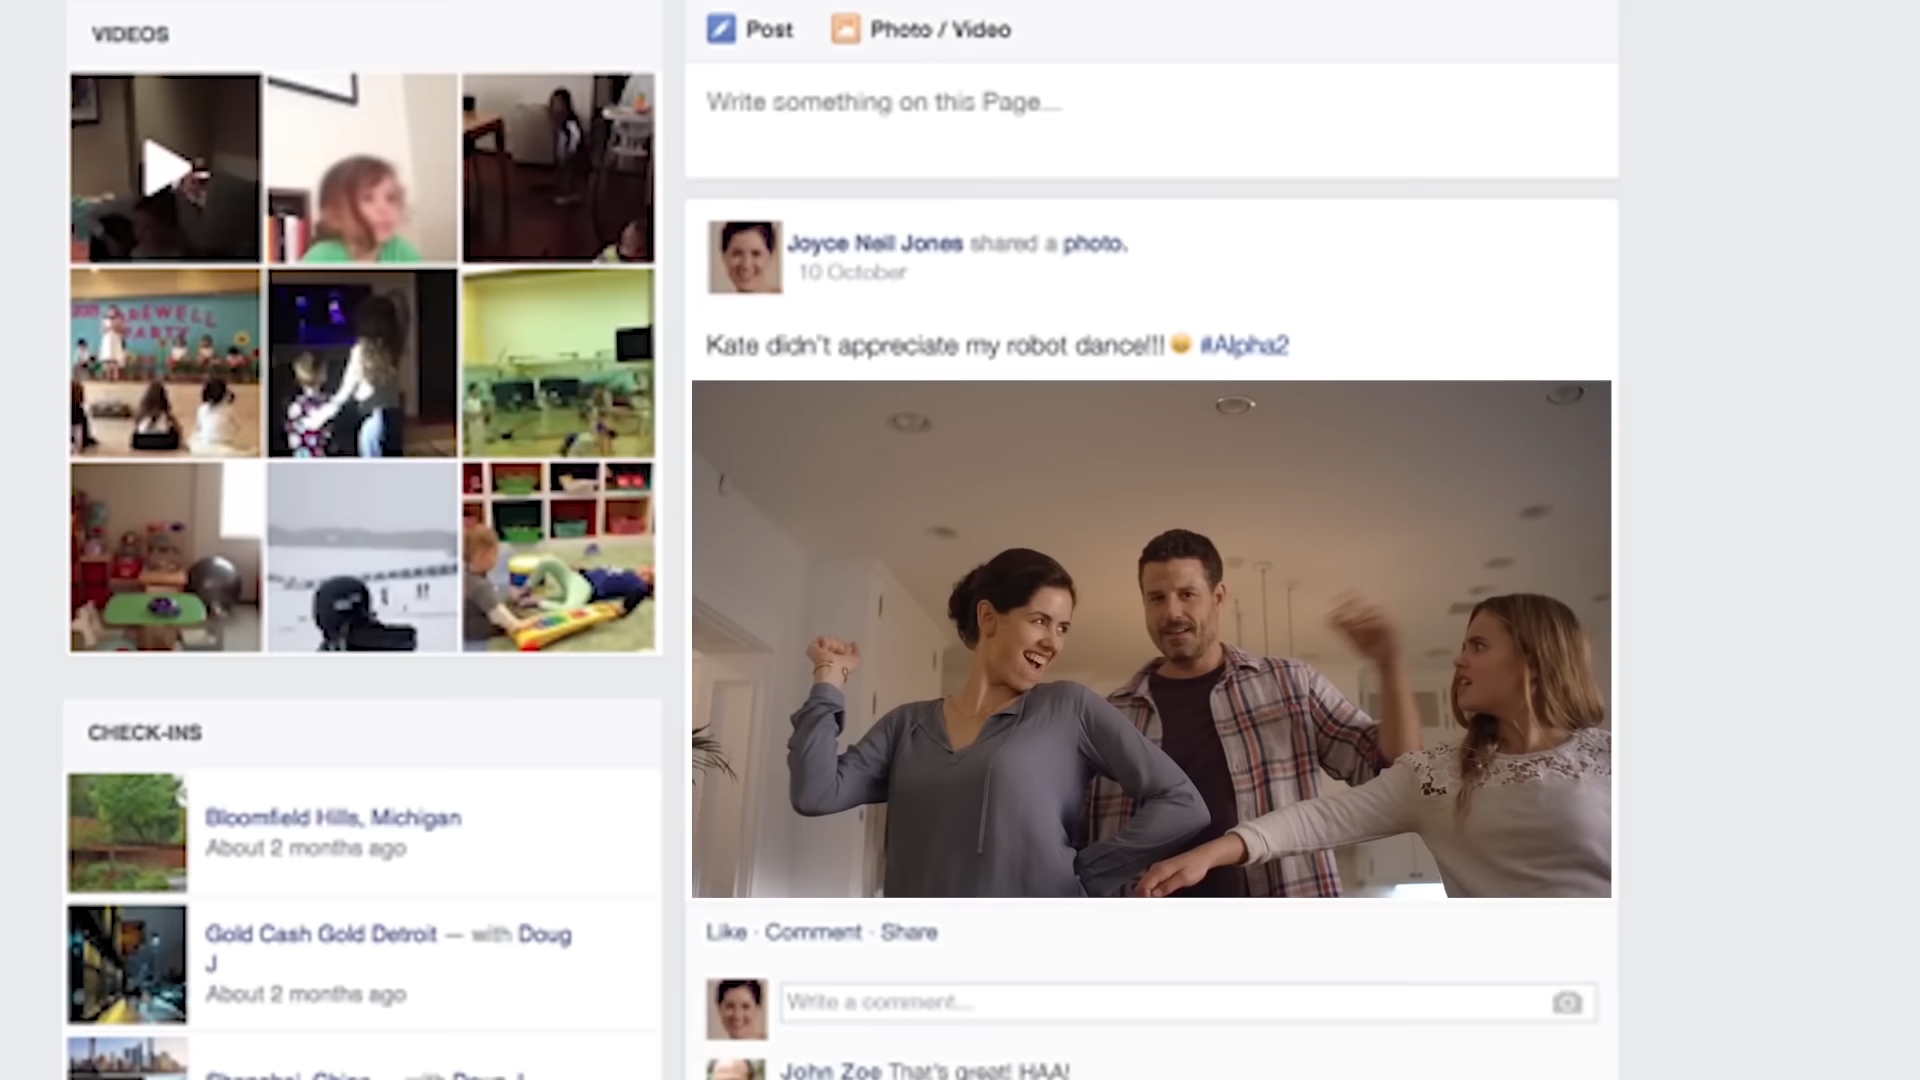 VIDEOS
Post Photo / Video
Write something on this Page...
Joyce Neil Jones shared a photo.
10 October
Kate didn't appreciate my robot dance!!! #Alpha2
FAREWELL
PARTY
CHECK-INS
Bloomfield Hills, Michigan
About 2 months ago
Gold Cash Gold Detroit — with Doug
J
About 2 months ago
Shanghai, China — with Doug J
Like · Comment · Share
Write a comment...
John Zoe That's great! HAA!